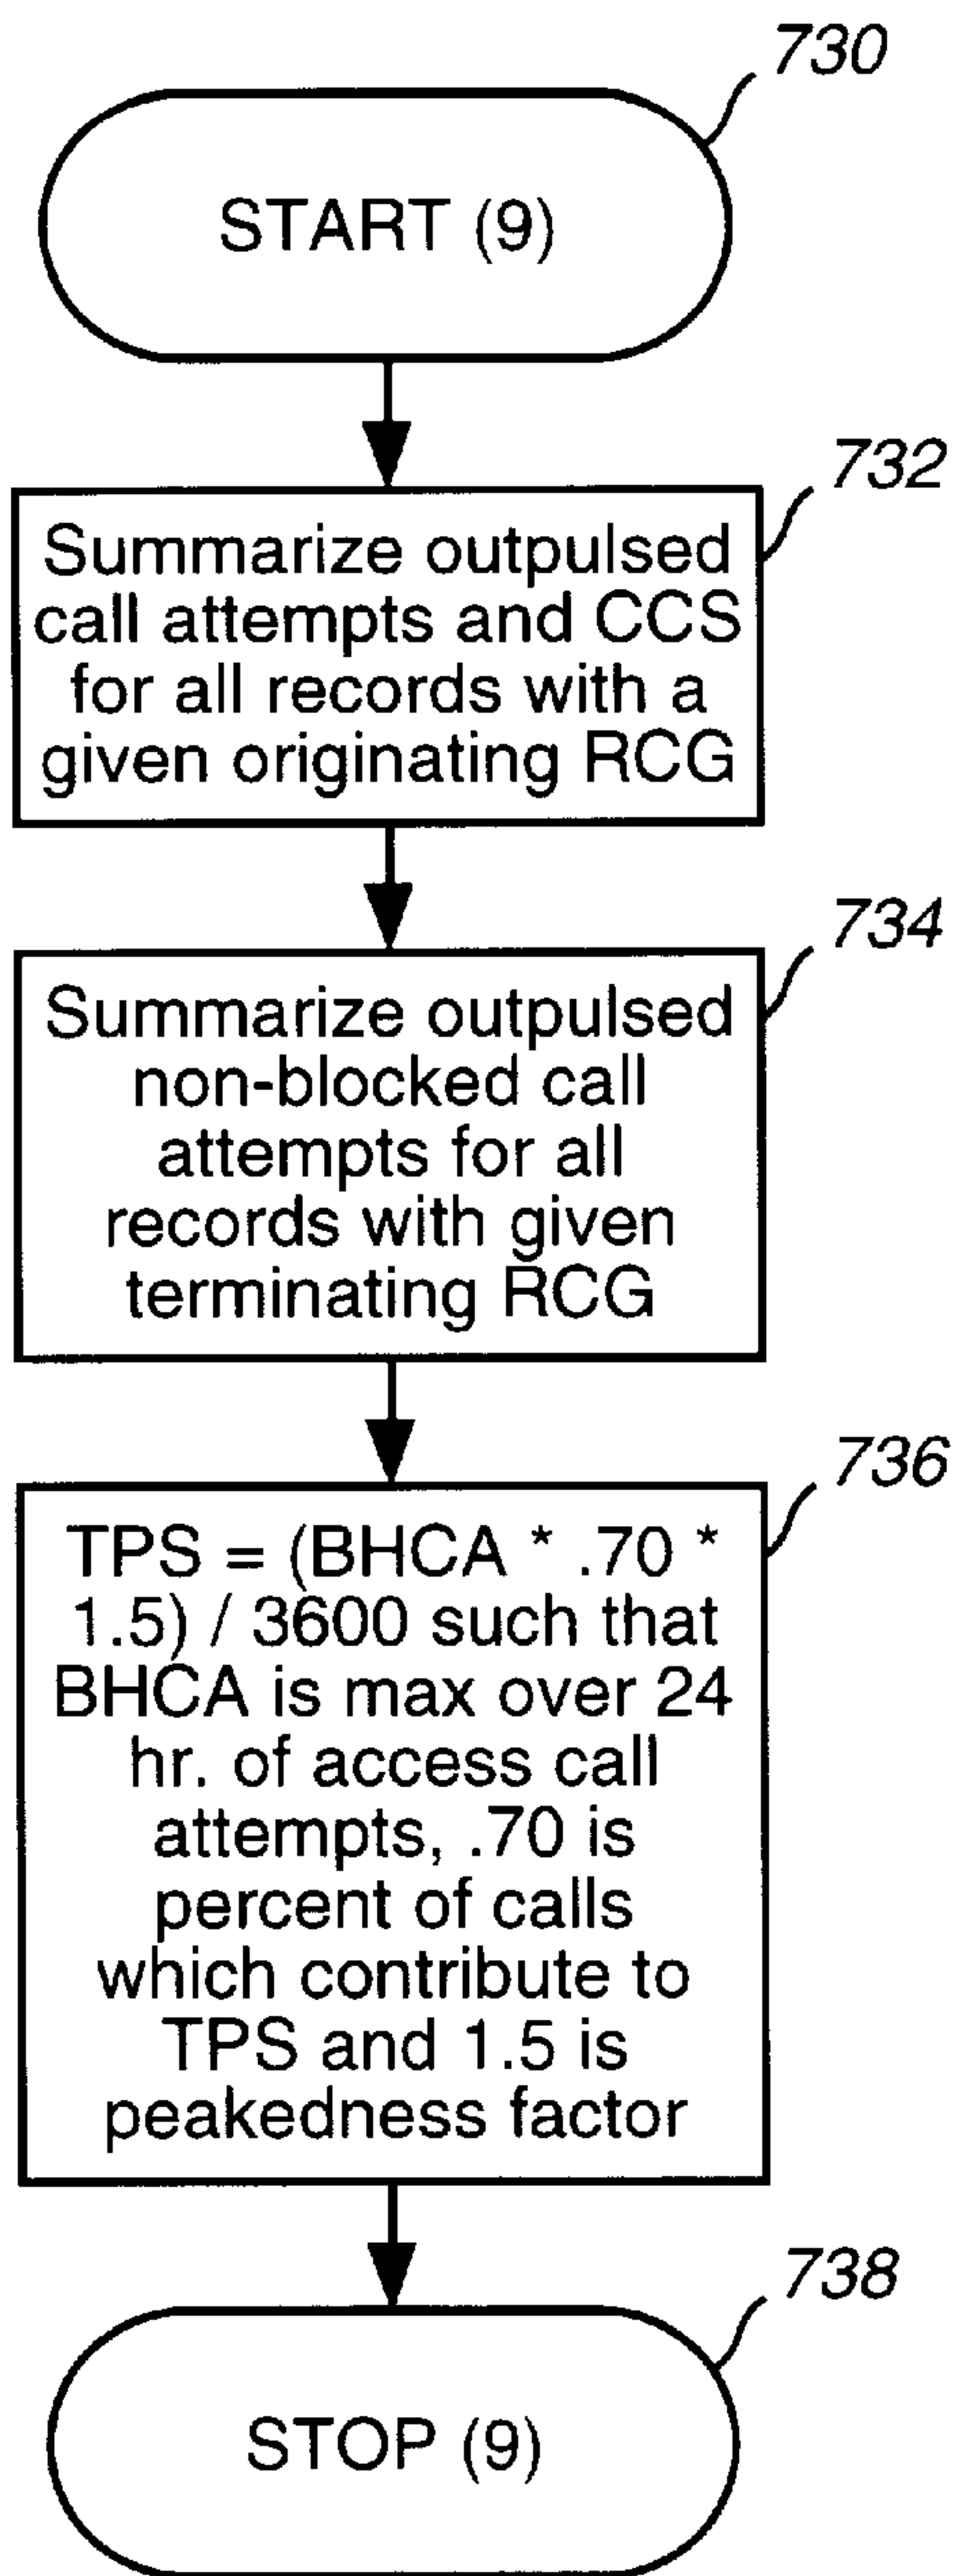 730
START (9)
732
Summarize outpulsed
call attempts and CCS
for all records with a
given originating RCG
734
Summarize outpulsed
non-blocked call
attempts for all
records with given
terminating RCG
736
TPS = (BHCA * .70 *
1.5) / 3600 such that
BHCA is max over 24
hr. of access call
attempts, .70 is
percent of calls
which contribute to
TPS and 1.5 is
peakedness factor
738
STOP (9)